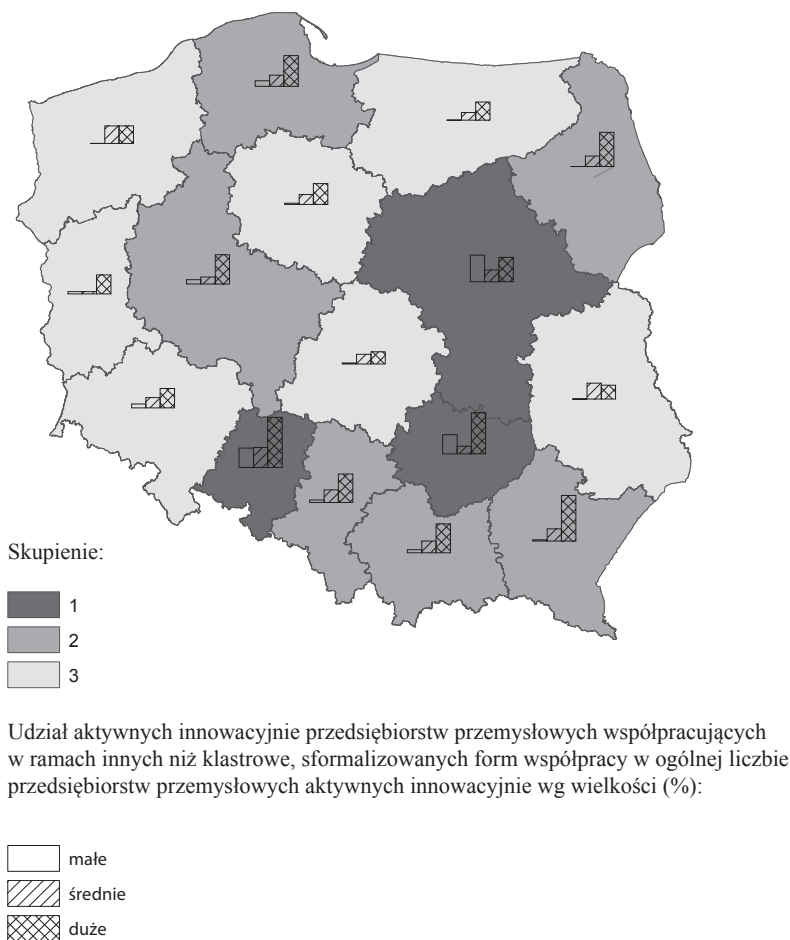 Skupienie:
1
2
3
Udział aktywnych innowacyjnie przedsiębiorstw przemysłowych współpracujących
w ramach innych niż klastrowe, sformalizowanych form współpracy w ogólnej liczbie
przedsiębiorstw przemysłowych aktywnych innowacyjnie wg wielkości (%):
małe
średnie
duże